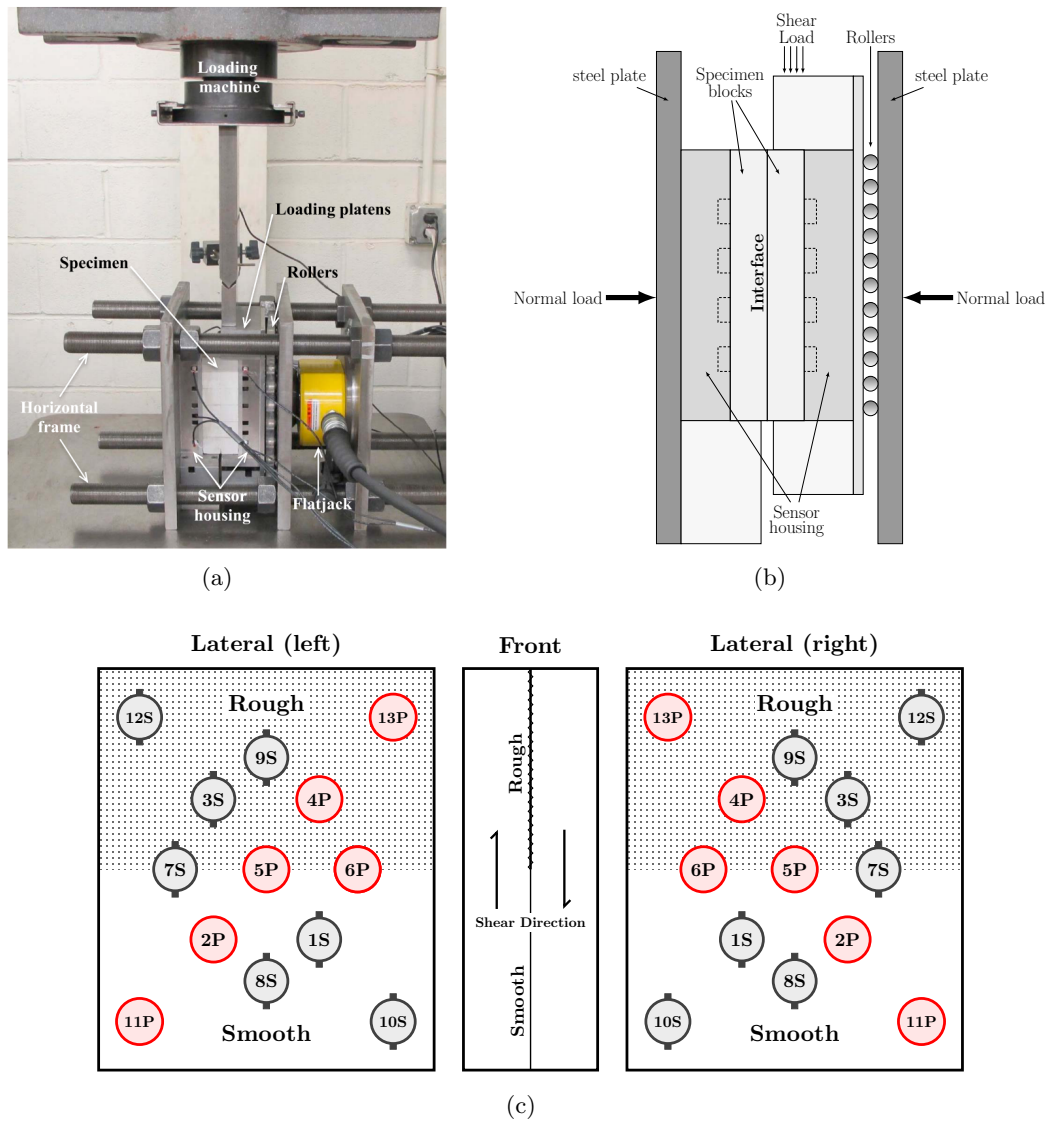 Loading
machine
Loading platens
Specimen
Rollers
Horizontal
frame
Sensor
housing
Flatjack
(a)
Shear
Load
Rollers
steel plate
Specimen
blocks
steel plate
Interface
Normal load
Normal load
Sensor
housing
(b)
Lateral (left)
Rough
12S
13P
9S
3S
4P
7S
5P
6P
2P
1S
8S
11P
10S
Smooth
Front
Rough
Shear Direction
Smooth
Lateral (right)
Rough
13P
12S
9S
4P
3S
6P
5P
7S
1S
2P
8S
10S
11P
Smooth
(c)